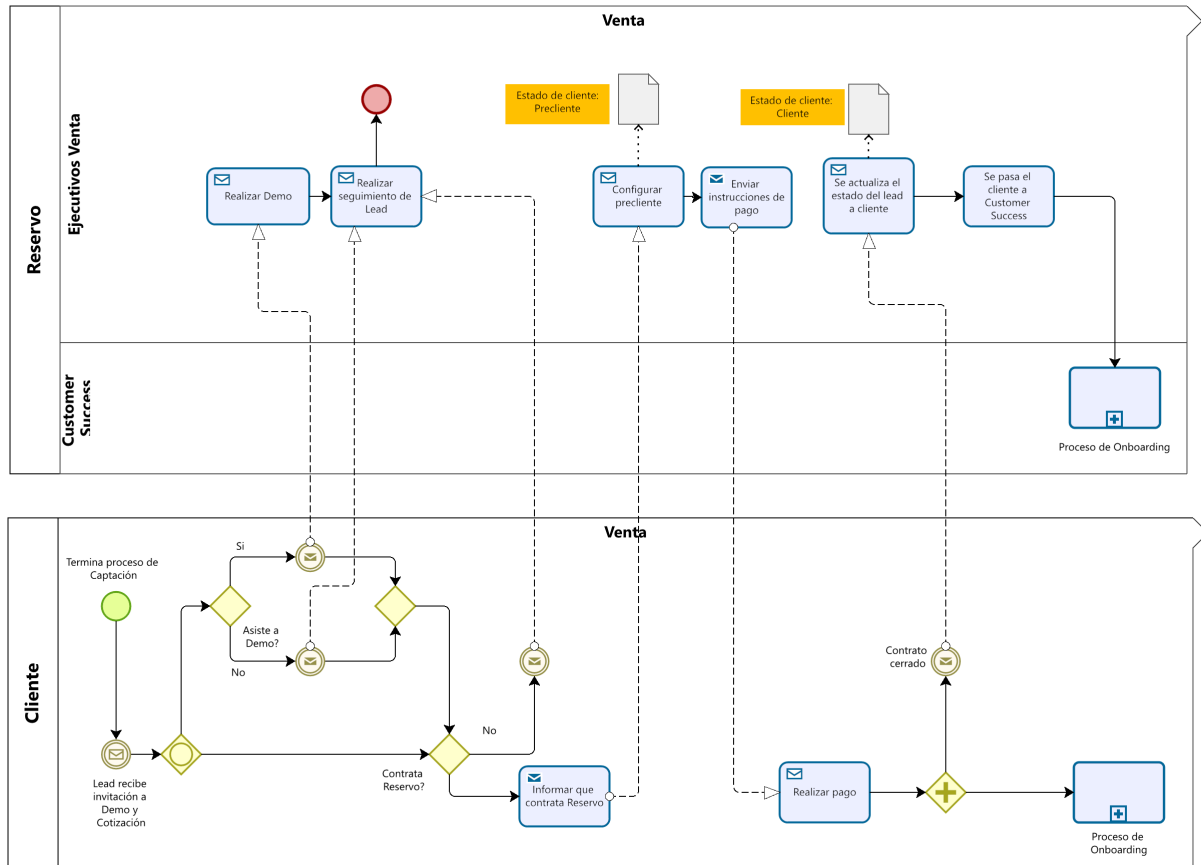 Venta
Reservo
Ejecutivos Venta
Estado de cliente:
Precliente
Estado de cliente:
Cliente
Realizar Demo
Realizar
seguimiento de
Lead
Configurar
precliente
Enviar
instrucciones de
pago
Se actualiza el
estado del lead
a cliente
Se pasa el
cliente a
Customer
Success
Customer
Success
Proceso de Onboarding
Venta
Cliente
Termina proceso de
Captación
Si
Asiste a
Demo?
No
Contrato
cerrado
No
Lead recibe
invitación a
Demo y
Cotización
Contrata
Reservo?
Informar que
contrata Reservo
Realizar pago
Proceso de
Onboarding